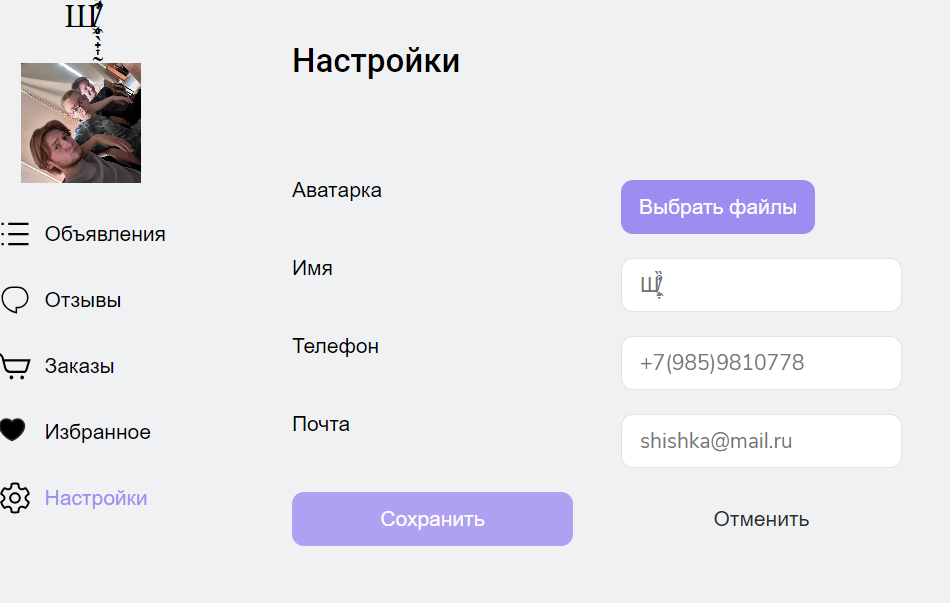 Настройки
Аватарка
Выбрать файлы
Объявления
Имя
Отзывы
Телефон
+7(985)9810778
Заказы
Почта
shishka@mail.ru
Избранное
Настройки
Сохранить
Отменить